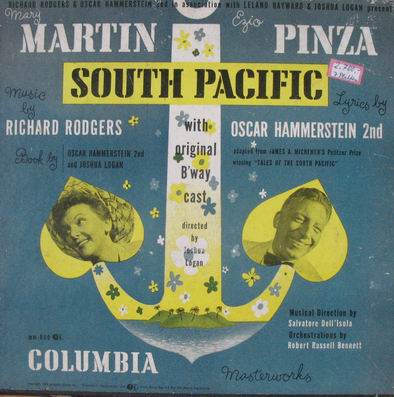 RICHARD RODGERS & OSCAR HAMMERSTEIN 2nd in association with LELAND HAYWARD & JOSHUA LOGAN present
Mary Ezio
MARTIN PINZA
SOUTH PACIFIC
Music by
Lyrics by
RICHARD RODGERS
OSCAR HAMMERSTEIN 2nd
with
original
B'way
cast
Book by
OSCAR HAMMERSTEIN 2nd
and JOSHUA LOGAN
adapted from JAMES A. MICHENER'S Pulitzer Prize
winning "TALES OF THE SOUTH PACIFIC"
directed
by
Joshua
Logan
Musical Direction by
Salvatore Dell'Isola
Orchestrations by
Robert Russell Bennett
MM-850
COLUMBIA
Masterworks